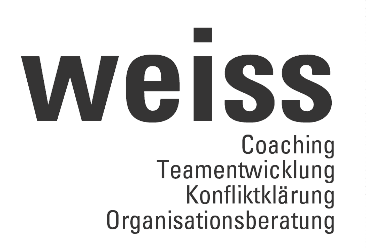 weiss
Coaching
Teamentwicklung
Konfliktklärung
Organisationsberatung